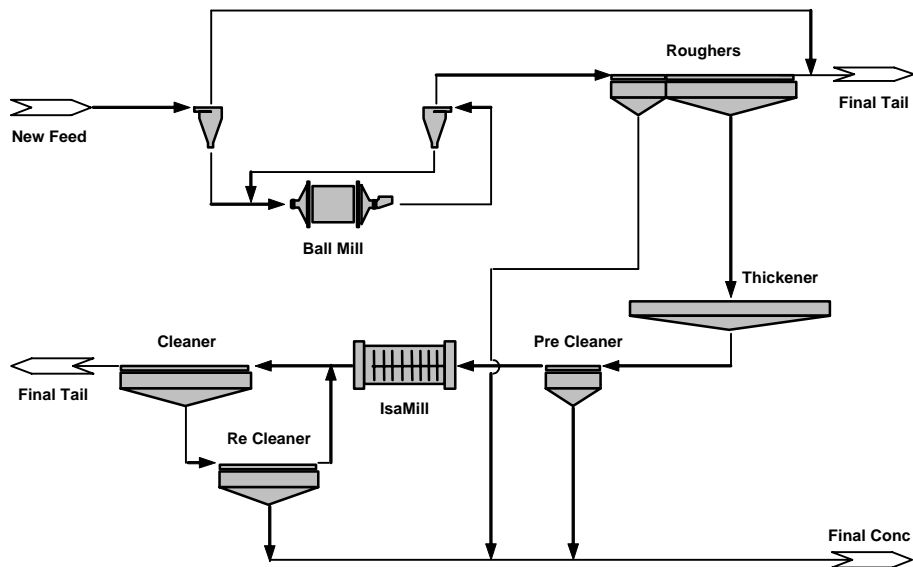 Roughers
Final Tail
New Feed
Ball Mill
Thickener
Cleaner
Pre Cleaner
Final Tail
IsaMill
Re Cleaner
Final Conc